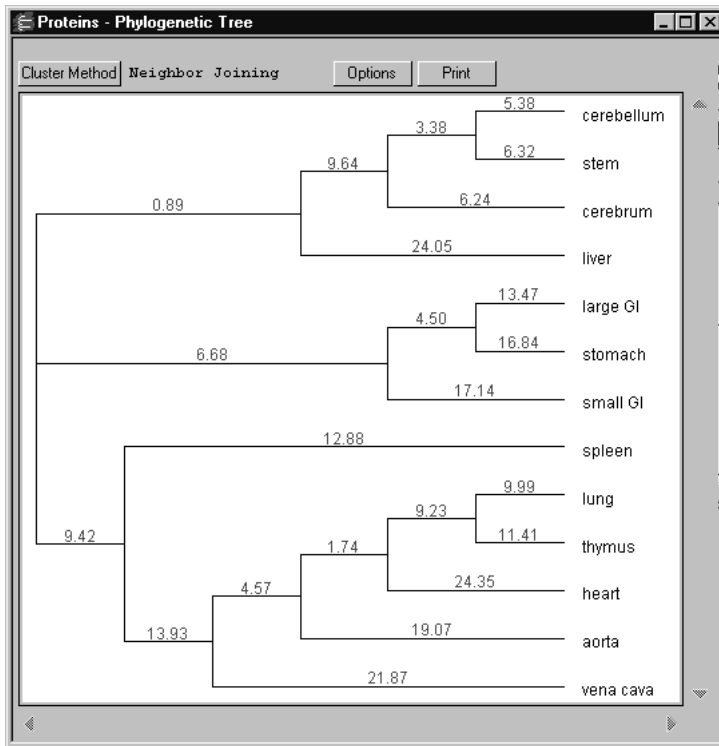 Proteins - Phylogenetic Tree
Cluster Method Neighbor Joining Options Print
5.38
cerebellum
3.38
6.32
stem
9.64
6.24
cerebrum
0.89
24.05
liver
13.47
large GI
4.50
16.84
stomach
6.68
17.14
small GI
12.88
spleen
9.99
lung
9.23
11.41
thymus
9.42
1.74
24.35
heart
4.57
19.07
aorta
13.93
21.87
vena cava